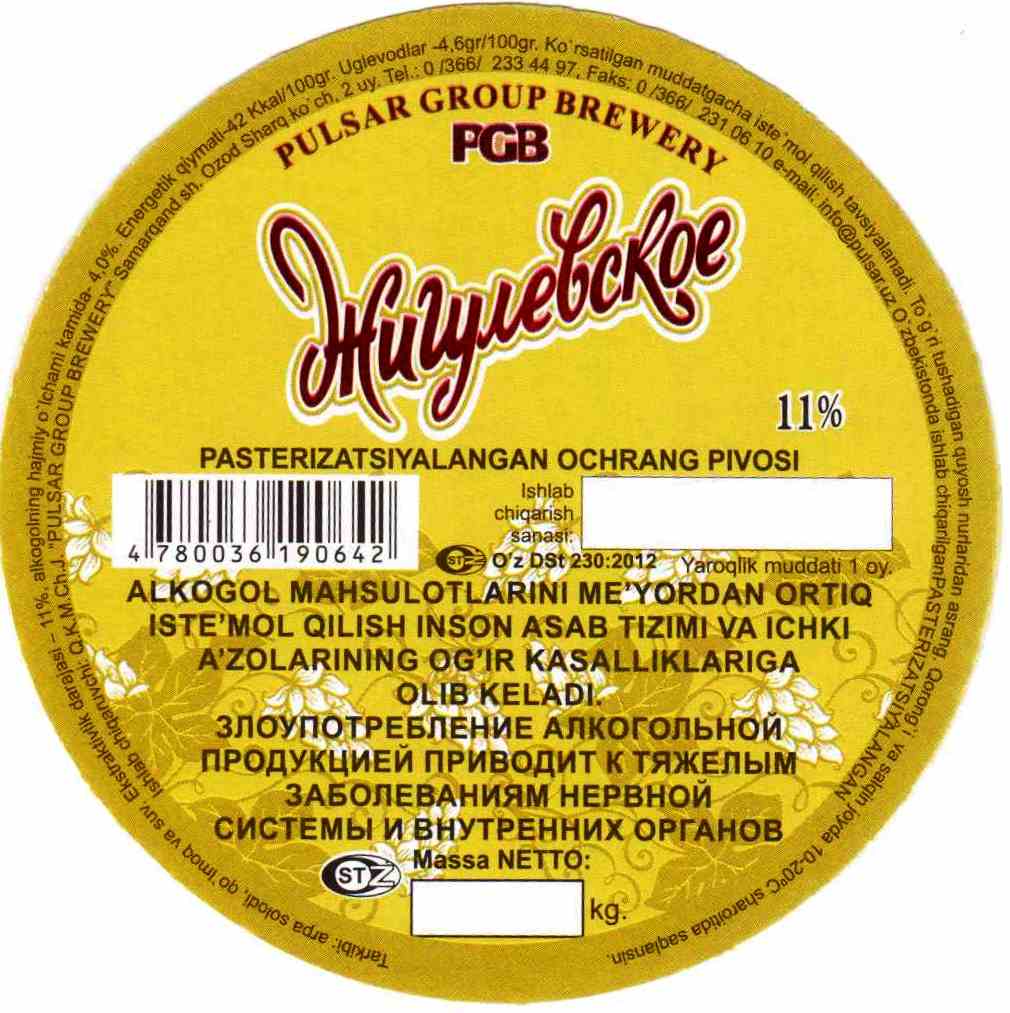 Tarkibi: arpa solodi, qo`lmoq va suv. Ekstraktivlik darajasi – 11%, alkogolning hajmiy o`lchami kamida- 4,0%. Energetik qiymati-42 Kkal/100gr. Uglevodlar -4,6gr/100gr. Ko`rsatilgan muddatgacha iste`mol qilish tavsiyalanadi. To`g`ri tushadigan quyosh nurlaridan asrang. Qorong`i va salqin joyda 10-20ºC sharoitida saqlansin.
Ishlab chiqaruvchi: Q.K.M.Ch.J. "PULSAR GROUP BREWERY" Samarqand sh. Ozod Sharq ko`ch. 2 uy. Tel.: 0 /366/ 233 44 97, Faks: 0 /366/ 231 06 10 e-mail: info@pulsar.uz O`zbekistonda ishlab chiqarilgan PASTERIZATSIYALANGAN
PULSAR GROUP BREWERY
PGB
Жигулевское
11%
PASTERIZATSIYALANGAN OCHRANG PIVOSI
Ishlab
chiqarish
sanasi:
4 780036 190642
STZ O'z DSt 230:2012 Yaroqlik muddati 1 oy.
ALKOGOL MAHSULOTLARINI ME'YORDAN ORTIQ
ISTE'MOL QILISH INSON ASAB TIZIMI VA ICHKI
A'ZOLARINING OG'IR KASALLIKLARIGA
OLIB KELADI.
ЗЛОУПОТРЕБЛЕНИЕ АЛКОГОЛЬНОЙ
ПРОДУКЦИЕЙ ПРИВОДИТ К ТЯЖЕЛЫМ
ЗАБОЛЕВАНИЯМ НЕРВНОЙ
СИСТЕМЫ И ВНУТРЕННИХ ОРГАНОВ
Massa NETTO:
STZ
kg.